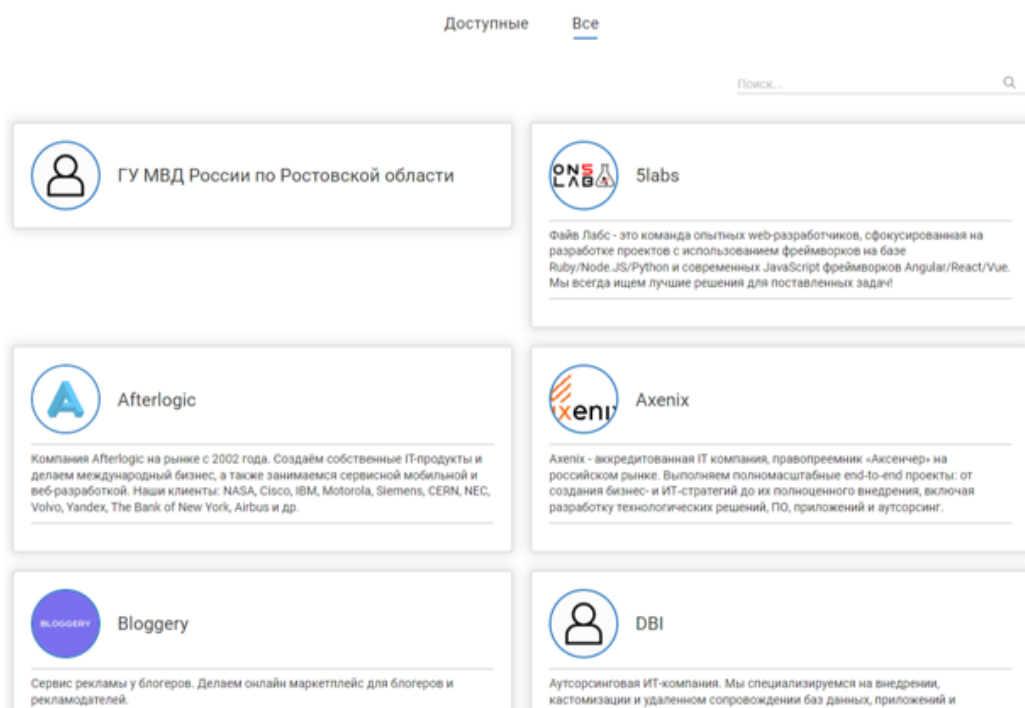 Доступные Все
Поиск...
ГУ МВД России по Ростовской области
ON5
LAB
5labs
Файв Лабс - это команда опытных web-разработчиков, сфокусированная на
разработке проектов с использованием фреймворков на базе
Ruby/Node.JS/Python и современных JavaScript фреймворков Angular/React/Vue.
Мы всегда ищем лучшие решения для поставленных задач!
Afterlogic
Компания Afterlogic на рынке с 2002 года. Создаём собственные IT-продукты и
делаем международный бизнес, а также занимаемся сервисной мобильной и
веб-разработкой. Наши клиенты: NASA, Cisco, IBM, Motorola, Siemens, CERN, NEC,
Volvo, Yandex, The Bank of New York, Airbus и др.
Axenix
Axenix - аккредитованная IT компания, правопреемник «Аксенчер» на
российском рынке. Выполняем полномасштабные end-to-end проекты: от
создания бизнес- и ИТ-стратегий до их полноценного внедрения, включая
разработку технологических решений, ПО, приложений и аутсорсинг.
BLOGGERY
Bloggery
Сервис рекламы у блогеров. Делаем онлайн маркетплейс для блогеров и
рекламодателей.
DBI
Аутсорсинговая ИТ-компания. Мы специализируемся на внедрении,
кастомизации и удаленном сопровождении баз данных, приложений и